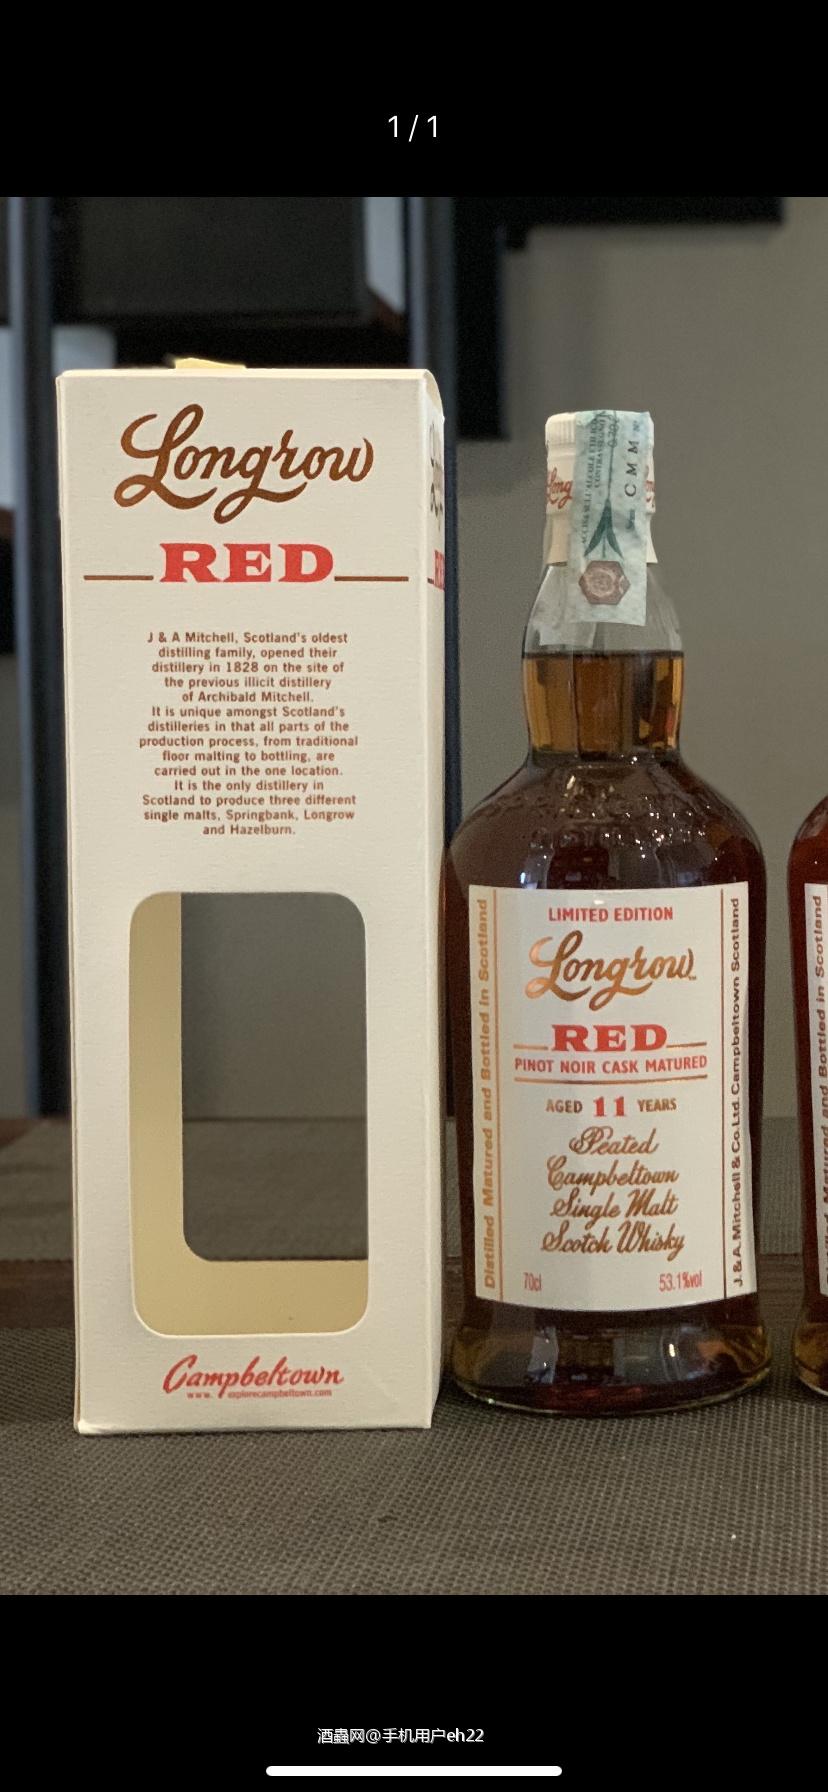 1 / 1
Longrow
RED
J & A Mitchell, Scotland's oldest
distilling family, opened their
distillery in 1828 on the site of
the previous illicit distillery
of Archibald Mitchell.
It is unique amongst Scotland's
distilleries in that all parts of the
production process, from traditional
floor malting to bottling, are
carried out in the one location.
It is the only distillery in
Scotland to produce three different
single malts, Springbank, Longrow
and Hazelburn.
Campbeltown
www. explorecampbeltown.com
CMM
LIMITED EDITION
Longrow
RED
PINOT NOIR CASK MATURED
AGED 11 YEARS
Peated
Campbeltown
Single Malt
Scotch Whisky
70cl 53.1%vol
Distilled Matured and Bottled in Scotland
J.&A.Mitchell & Co.Ltd.Campbeltown Scotland
Matured and Bottled in Scotland
酒蟲网@手机用户eh22